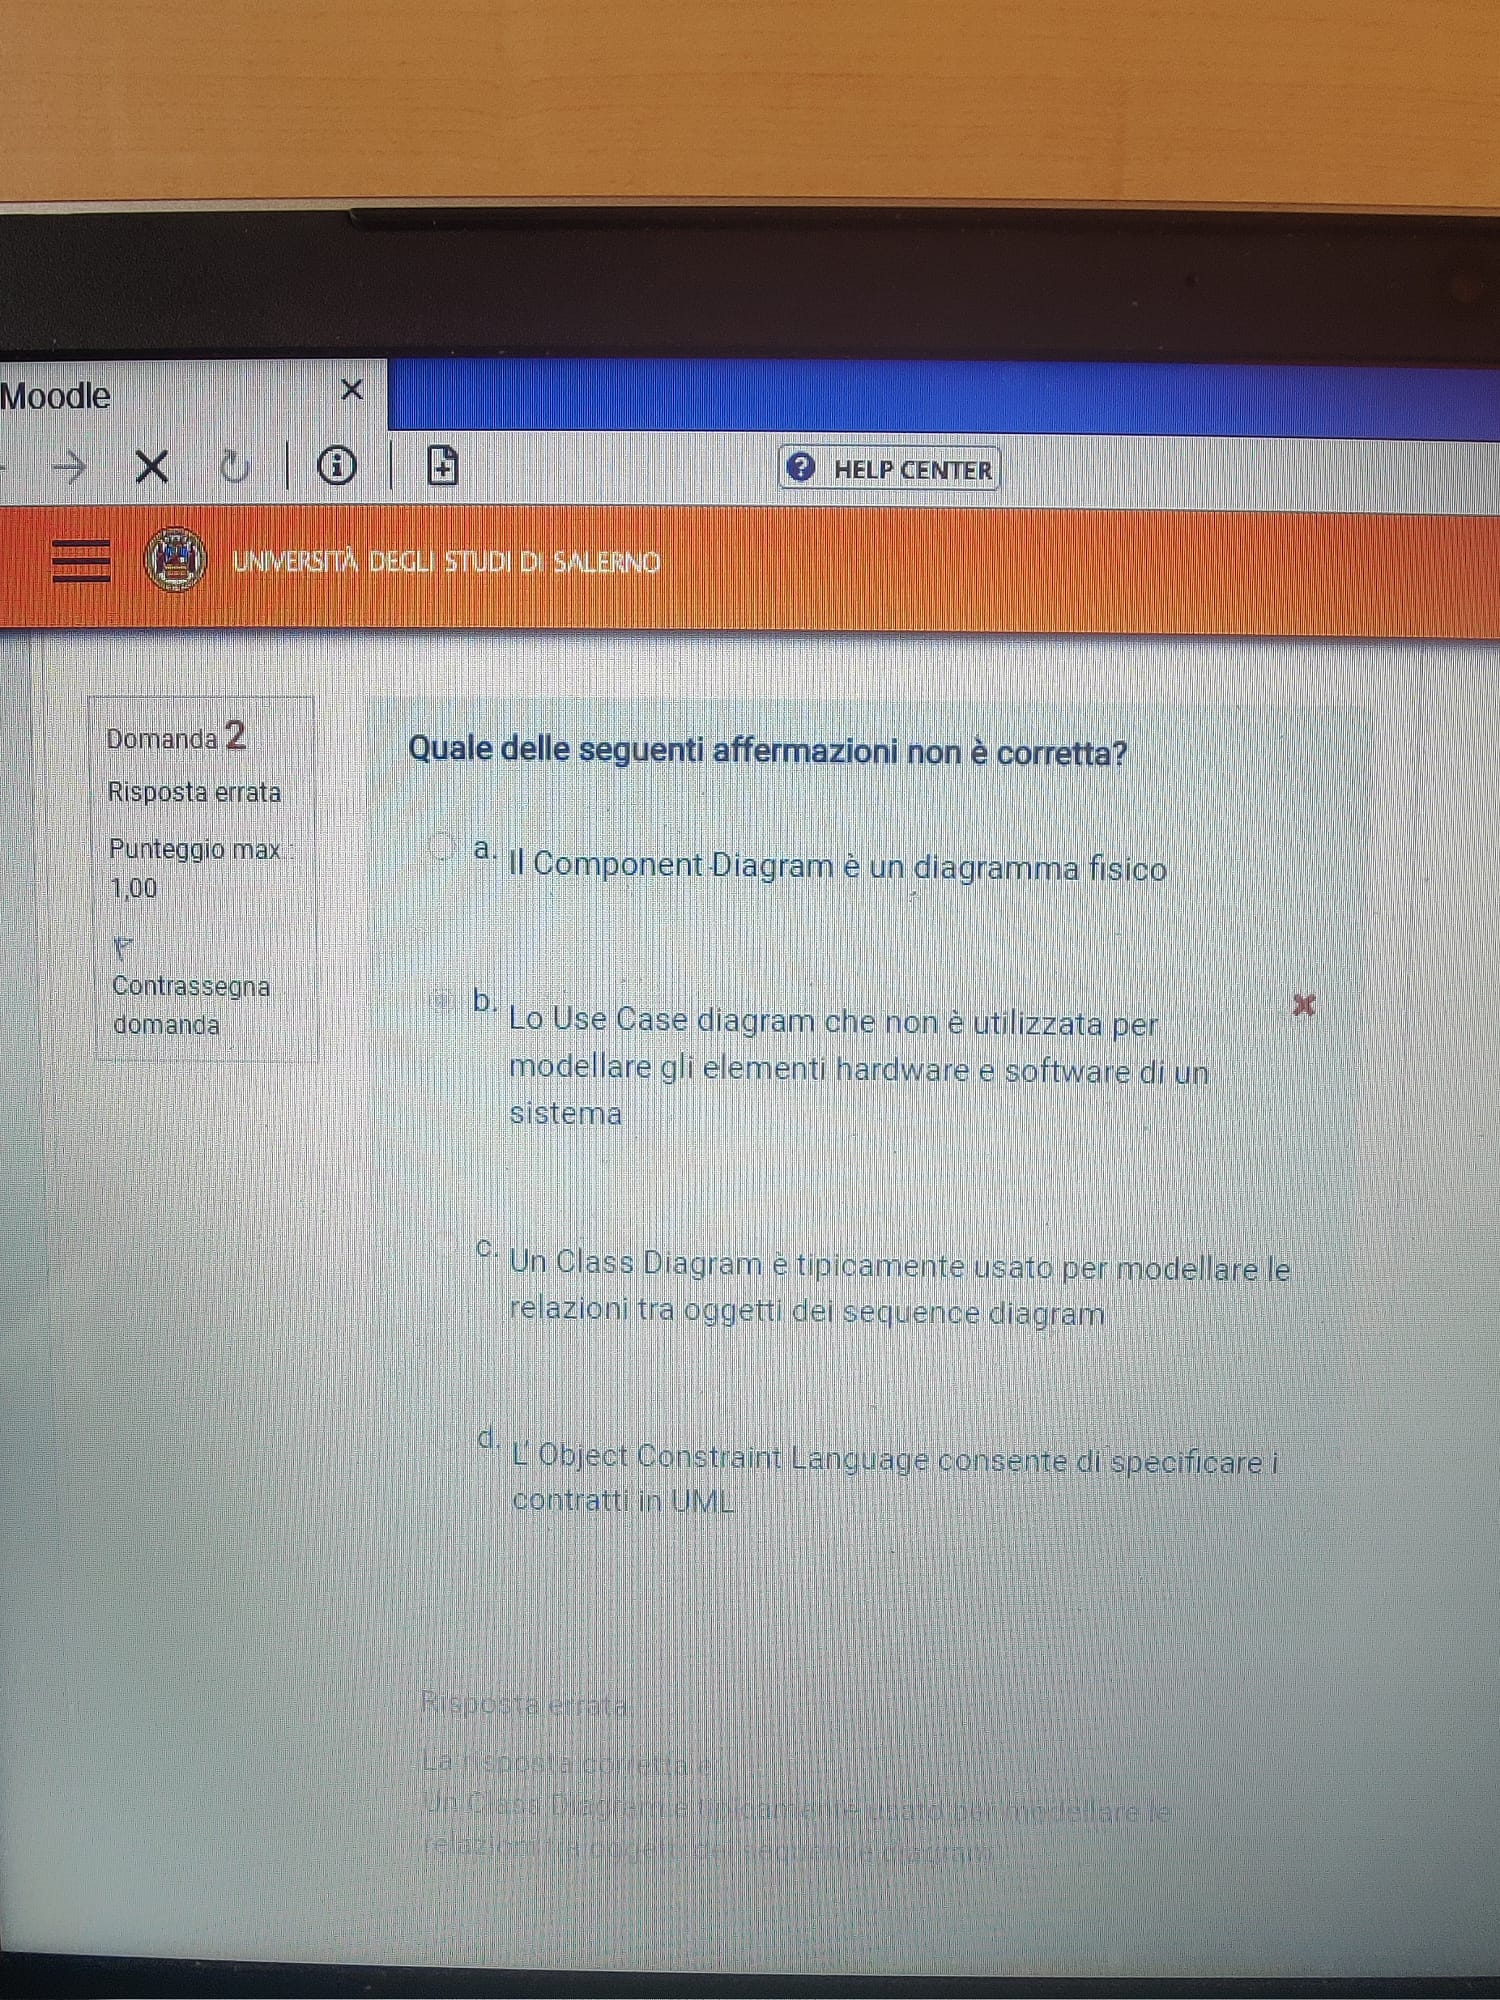 Moodle
HELP CENTER
UNIVERSITÀ DEGLI STUDI DI SALERNO
Domanda 2
Risposta errata
Punteggio max.:
1,00
Contrassegna
domanda
Quale delle seguenti affermazioni non è corretta?
a. Il Component Diagram è un diagramma fisico
b. Lo Use Case diagram che non è utilizzata per
modellare gli elementi hardware e software di un
sistema
c. Un Class Diagram è tipicamente usato per modellare le
relazioni tra oggetti dei sequence diagram
d. L' Object Constraint Language consente di specificare i
contratti in UML
Risposta errata.
La risposta corretta è:
Un Class Diagram è tipicamente usato per modellare le
relazioni tra oggetti dei sequence diagram